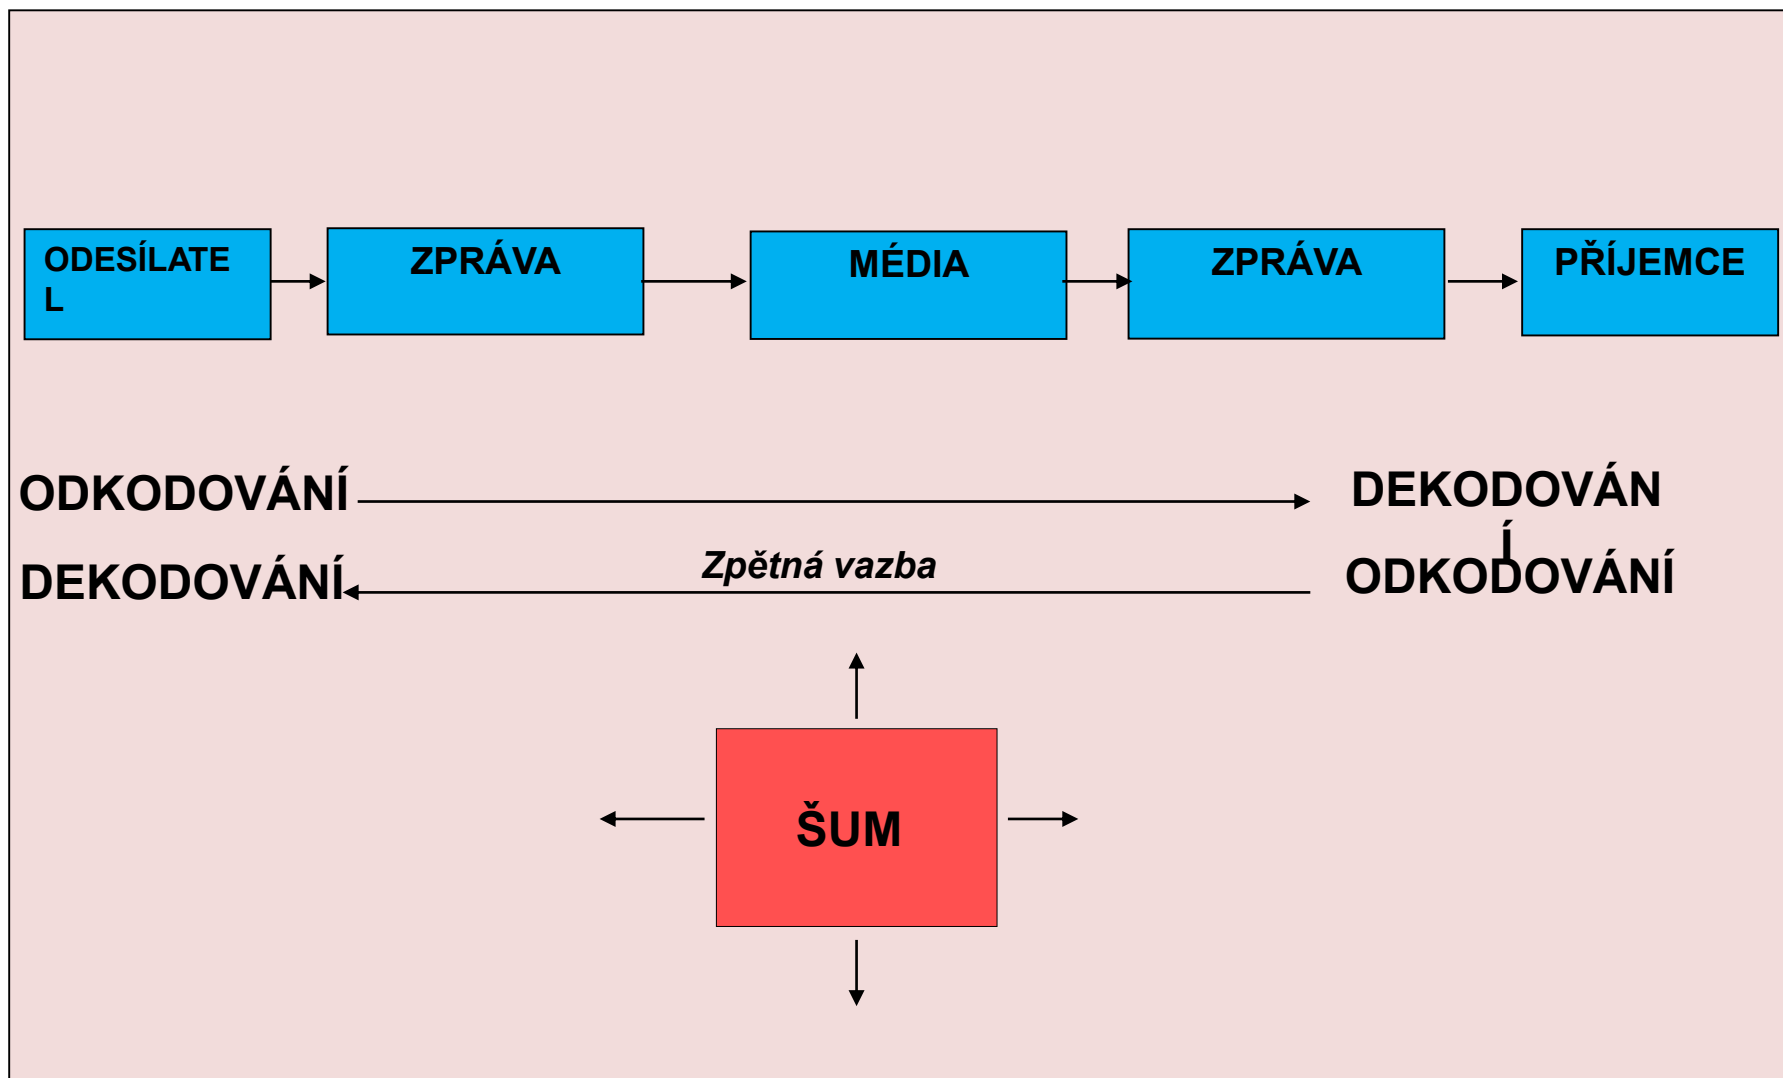 ODESÍLATE
L
ZPRÁVA
MÉDIA
ZPRÁVA
PŘÍJEMCE
ODKODOVÁNÍ
DEKODOVÁN
Í
DEKODOVÁNÍ
Zpětná vazba
ODKODOVÁNÍ
ŠUM